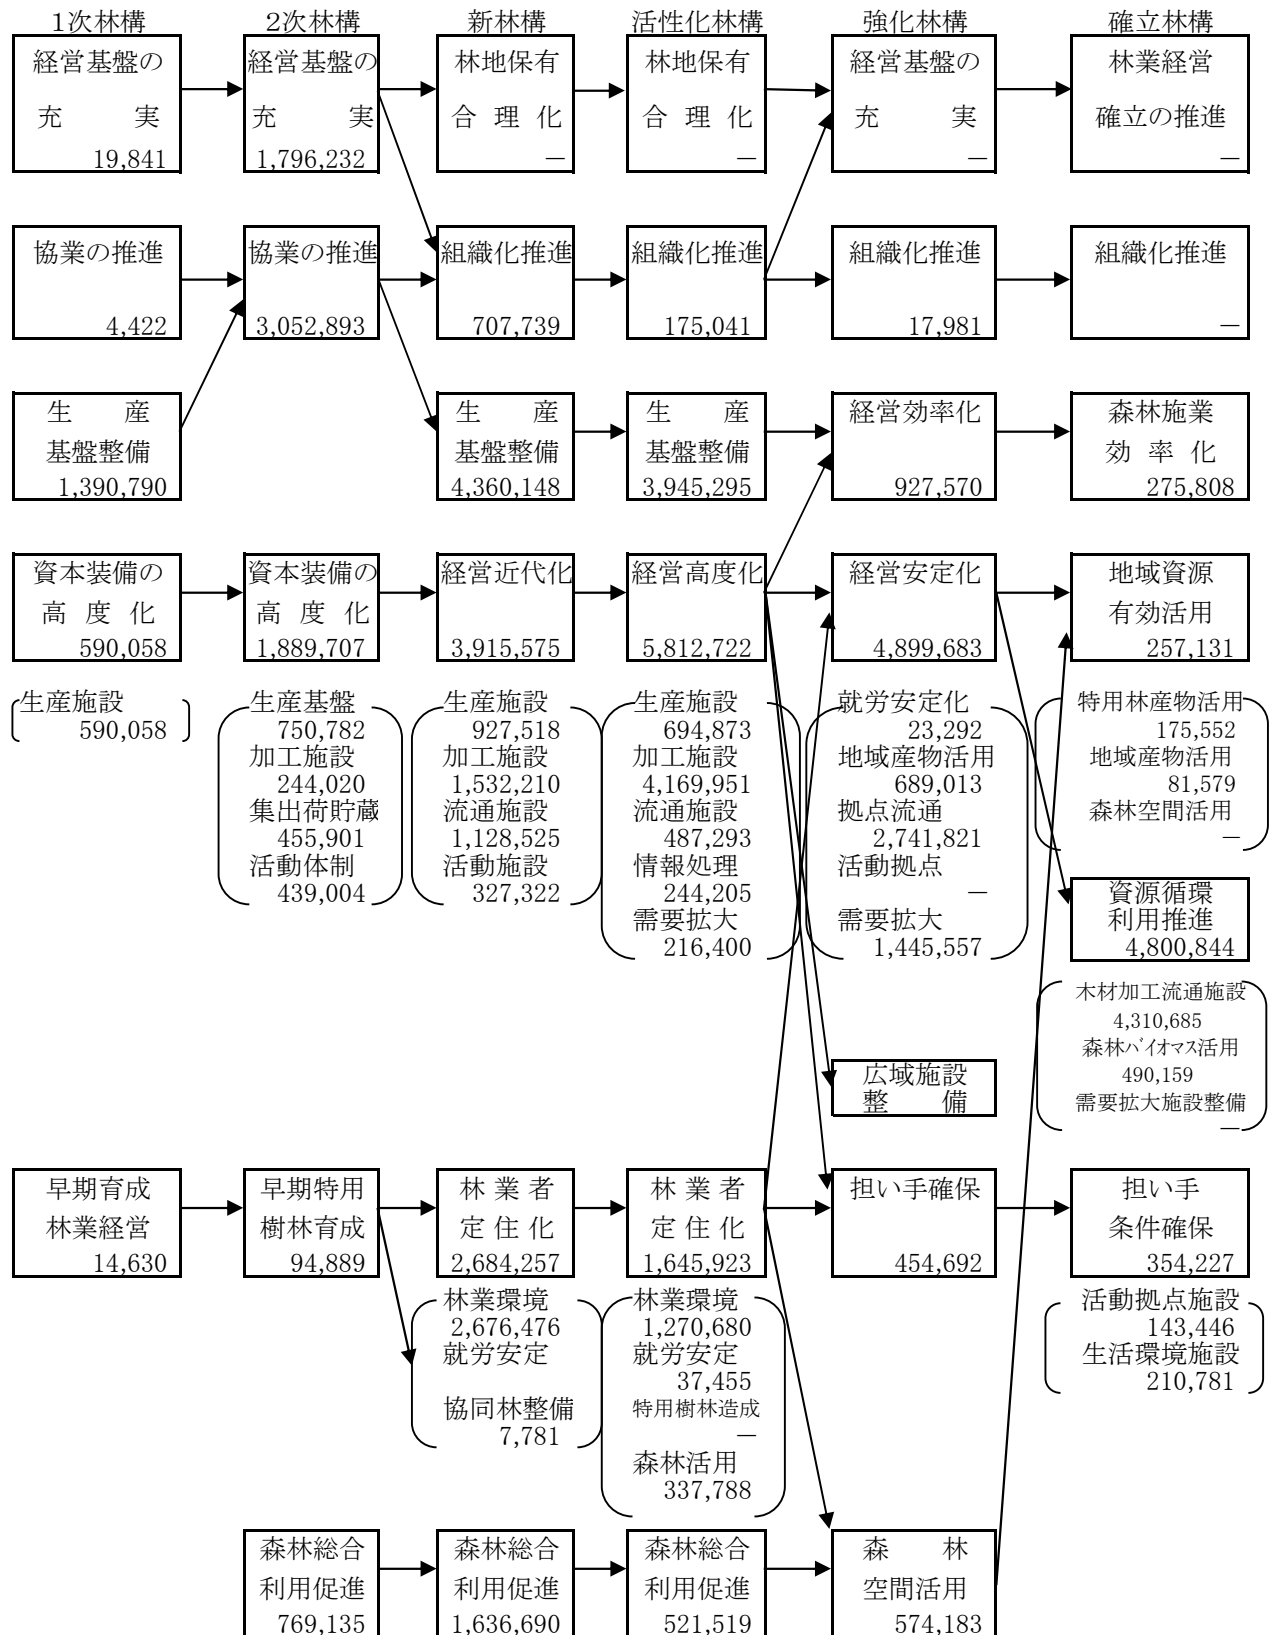 1次林構
2次林構
新林構
活性化林構
強化林構
確立林構
経営基盤の
充　実
19,841
経営基盤の
充　実
1,796,232
林地保有
合 理 化
－
林地保有
合 理 化
－
経営基盤の
充　実
－
林業経営
確立の推進
－
協業の推進
4,422
協業の推進
3,052,893
組織化推進
707,739
組織化推進
175,041
組織化推進
17,981
組織化推進
－
生　産
基盤整備
1,390,790
生　産
基盤整備
4,360,148
生　産
基盤整備
3,945,295
経営効率化
927,570
森林施業
効 率 化
275,808
資本装備の
高 度 化
590,058
資本装備の
高 度 化
1,889,707
経営近代化
3,915,575
経営高度化
5,812,722
経営安定化
4,899,683
地域資源
有効活用
257,131
生産施設
590,058
生産基盤
750,782
加工施設
244,020
集出荷貯蔵
455,901
活動体制
439,004
生産施設
927,518
加工施設
1,532,210
流通施設
1,128,525
活動施設
327,322
生産施設
694,873
加工施設
4,169,951
流通施設
487,293
情報処理
244,205
需要拡大
216,400
就労安定化
23,292
地域産物活用
689,013
拠点流通
2,741,821
活動拠点
－
需要拡大
1,445,557
特用林産物活用
175,552
地域産物活用
81,579
森林空間活用
－
資源循環
利用推進
4,800,844
木材加工流通施設
4,310,685
森林ﾊﾞｲｵﾏｽ活用
490,159
需要拡大施設整備
－
広域施設
整　備
早期育成
林業経営
14,630
早期特用
樹林育成
94,889
林 業 者
定 住 化
2,684,257
林 業 者
定 住 化
1,645,923
担い手確保
454,692
担い手
条件確保
354,227
林業環境
2,676,476
就労安定
協同林整備
7,781
林業環境
1,270,680
就労安定
37,455
特用樹林造成
－
森林活用
337,788
活動拠点施設
143,446
生活環境施設
210,781
森林総合
利用促進
769,135
森林総合
利用促進
1,636,690
森林総合
利用促進
521,519
森　林
空間活用
574,183